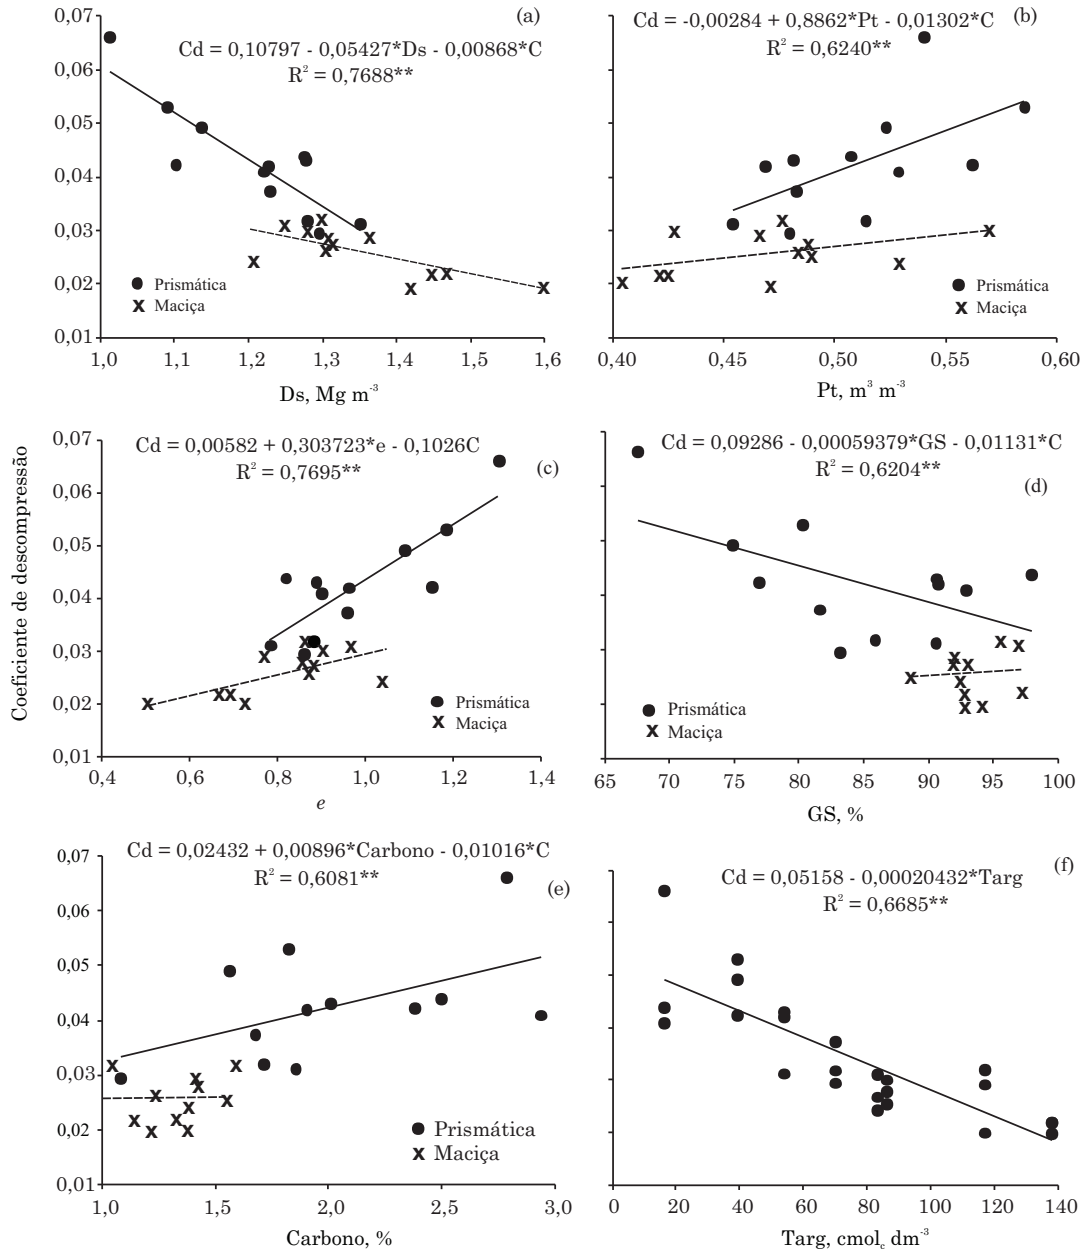 Coeficiente de descompressão
(a)
Cd = 0,10797 - 0,05427*Ds - 0,00868*C
R² = 0,7688**
0,07
0,06
0,05
0,04
0,03
0,02
0,01
Prismática
Maciça
1,0 1,1 1,2 1,3 1,4 1,5 1,6
Ds, Mg m⁻³
(b)
Cd = -0,00284 + 0,8862*Pt - 0,01302*C
R² = 0,6240**
Prismática
Maciça
0,40 0,45 0,50 0,55 0,60
Pt, m³ m⁻³
(c)
Cd = 0,00582 + 0,303723*e - 0,1026C
R² = 0,7695**
0,07
0,06
0,05
0,04
0,03
0,02
0,01
Prismática
Maciça
0,4 0,6 0,8 1,0 1,2 1,4
e
(d)
Cd = 0,09286 - 0,00059379*GS - 0,01131*C
R² = 0,6204**
Prismática
Maciça
65 70 75 80 85 90 95 100
GS, %
(e)
Cd = 0,02432 + 0,00896*Carbono - 0,01016*C
R² = 0,6081**
0,07
0,06
0,05
0,04
0,03
0,02
0,01
Prismática
Maciça
1,0 1,5 2,0 2,5 3,0
Carbono, %
(f)
Cd = 0,05158 - 0,00020432*Targ
R² = 0,6685**
0 20 40 60 80 100 120 140
Targ, cmol꜀ dm⁻³